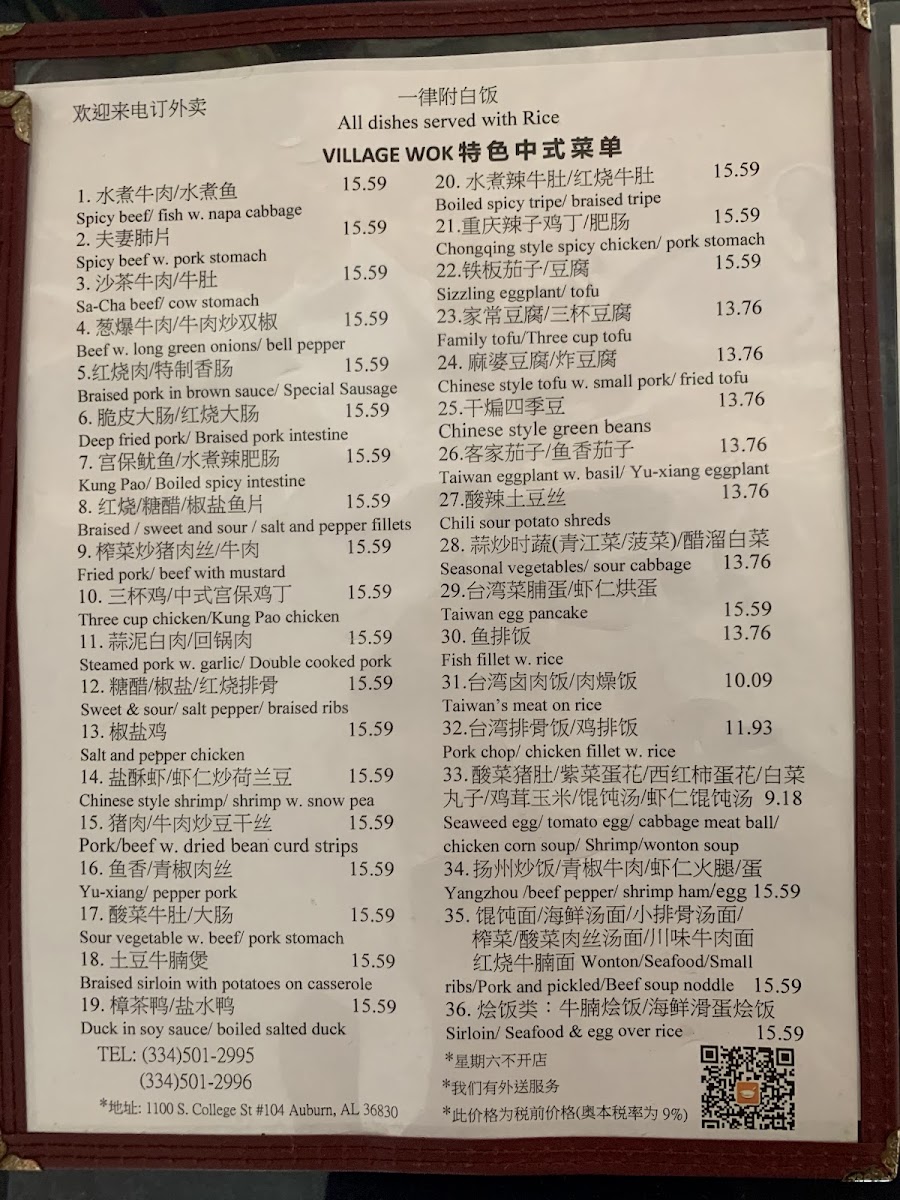 欢迎来电订外卖
一律附白饭
All dishes served with Rice
VILLAGE WOK 特色中式菜单
1. 水煮牛肉/水煮鱼 15.59
Spicy beef/ fish w. napa cabbage
2. 夫妻肺片 15.59
Spicy beef w. pork stomach
3. 沙茶牛肉/牛肚 15.59
Sa-Cha beef/ cow stomach
4. 葱爆牛肉/牛肉炒双椒 15.59
Beef w. long green onions/ bell pepper
5.红烧肉/特制香肠 15.59
Braised pork in brown sauce/ Special Sausage
6. 脆皮大肠/红烧大肠 15.59
Deep fried pork/ Braised pork intestine
7. 宫保鱿鱼/水煮辣肥肠 15.59
Kung Pao/ Boiled spicy intestine
8. 红烧/糖醋/椒盐鱼片 15.59
Braised / sweet and sour / salt and pepper fillets
9. 榨菜炒猪肉丝/牛肉 15.59
Fried pork/ beef with mustard
10. 三杯鸡/中式宫保鸡丁 15.59
Three cup chicken/Kung Pao chicken
11. 蒜泥白肉/回锅肉 15.59
Steamed pork w. garlic/ Double cooked pork
12. 糖醋/椒盐/红烧排骨 15.59
Sweet & sour/ salt pepper/ braised ribs
13. 椒盐鸡 15.59
Salt and pepper chicken
14. 盐酥虾/虾仁炒荷兰豆 15.59
Chinese style shrimp/ shrimp w. snow pea
15. 猪肉/牛肉炒豆干丝 15.59
Pork/beef w. dried bean curd strips
16. 鱼香/青椒肉丝 15.59
Yu-xiang/ pepper pork
17. 酸菜牛肚/大肠 15.59
Sour vegetable w. beef/ pork stomach
18. 土豆牛腩煲 15.59
Braised sirloin with potatoes on casserole
19. 樟茶鸭/盐水鸭 15.59
Duck in soy sauce/ boiled salted duck
TEL: (334)501-2995
(334)501-2996
*地址: 1100 S. College St #104 Auburn, AL 36830
20. 水煮辣牛肚/红烧牛肚 15.59
Boiled spicy tripe/ braised tripe
21.重庆辣子鸡丁/肥肠 15.59
Chongqing style spicy chicken/ pork stomach
22.铁板茄子/豆腐 15.59
Sizzling eggplant/ tofu
23.家常豆腐/三杯豆腐 13.76
Family tofu/Three cup tofu
24. 麻婆豆腐/炸豆腐 13.76
Chinese style tofu w. small pork/ fried tofu
25.干煸四季豆 13.76
Chinese style green beans
26.客家茄子/鱼香茄子 13.76
Taiwan eggplant w. basil/ Yu-xiang eggplant
27.酸辣土豆丝 13.76
Chili sour potato shreds
28. 蒜炒时蔬(青江菜/菠菜)/醋溜白菜
Seasonal vegetables/ sour cabbage 13.76
29.台湾菜脯蛋/虾仁烘蛋
Taiwan egg pancake 15.59
30. 鱼排饭 13.76
Fish fillet w. rice
31.台湾卤肉饭/肉燥饭 10.09
Taiwan's meat on rice
32.台湾排骨饭/鸡排饭 11.93
Pork chop/ chicken fillet w. rice
33.酸菜猪肚/紫菜蛋花/西红柿蛋花/白菜
丸子/鸡茸玉米/馄饨汤/虾仁馄饨汤 9.18
Seaweed egg/ tomato egg/ cabbage meat ball/
chicken corn soup/ Shrimp/wonton soup
34. 扬州炒饭/青椒牛肉/虾仁火腿/蛋
Yangzhou /beef pepper/ shrimp ham/egg 15.59
35. 馄饨面/海鲜汤面/小排骨汤面/
榨菜/酸菜肉丝汤面/川味牛肉面
红烧牛腩面 Wonton/Seafood/Small
ribs/Pork and pickled/Beef soup noddle 15.59
36. 烩饭类：牛腩烩饭/海鲜滑蛋烩饭
Sirloin/ Seafood & egg over rice 15.59
*星期六不开店
*我们有外送服务
*此价格为税前价格(奥本税率为 9%)